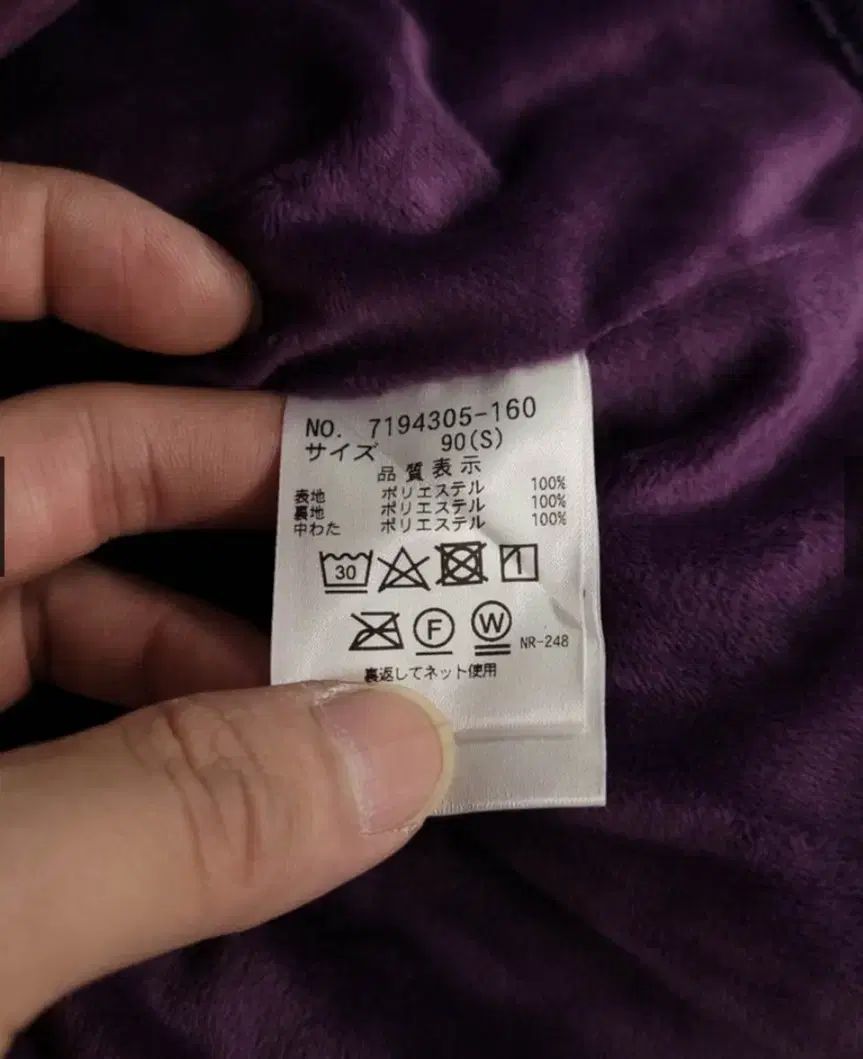 NO. 7194305-160
サイズ 90(S)
品質表示
表地 ポリエステル 100%
裏地 ポリエステル 100%
中わた ポリエステル 100%
30
F W NR-248
裏返してネット使用